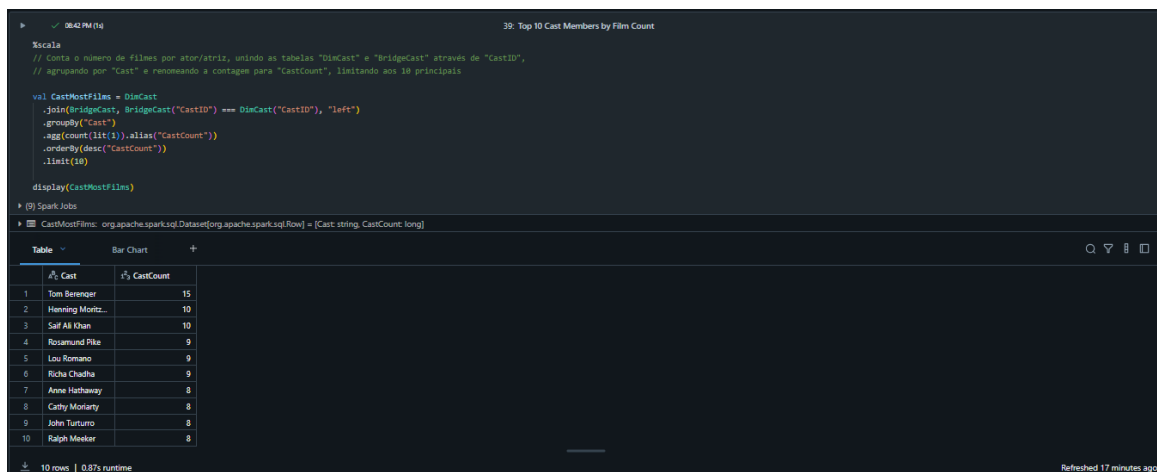 08:42 PM (1s)
39: Top 10 Cast Members by Film Count
%scala
// Conta o número de filmes por ator/atriz, unindo as tabelas "DimCast" e "BridgeCast" através de "CastID",
// agrupando por "Cast" e renomeando a contagem para "CastCount", limitando aos 10 principais
val CastMostFilms = DimCast
.join(BridgeCast, BridgeCast("CastID") === DimCast("CastID"), "left")
.groupBy("Cast")
.agg(count(lit(1)).alias("CastCount"))
.orderBy(desc("CastCount"))
.limit(10)
display(CastMostFilms)
(9) Spark Jobs
CastMostFilms: org.apache.spark.sql.Dataset[org.apache.spark.sql.Row] = [Cast: string, CastCount: long]
Table Bar Chart +
Cast CastCount
1 Tom Berenger 15
2 Henning Moritz... 10
3 Saif Ali Khan 10
4 Rosamund Pike 9
5 Lou Romano 9
6 Richa Chadha 9
7 Anne Hathaway 8
8 Cathy Moriarty 8
9 John Turturro 8
10 Ralph Meeker 8
10 rows | 0.87s runtime
Refreshed 17 minutes ago